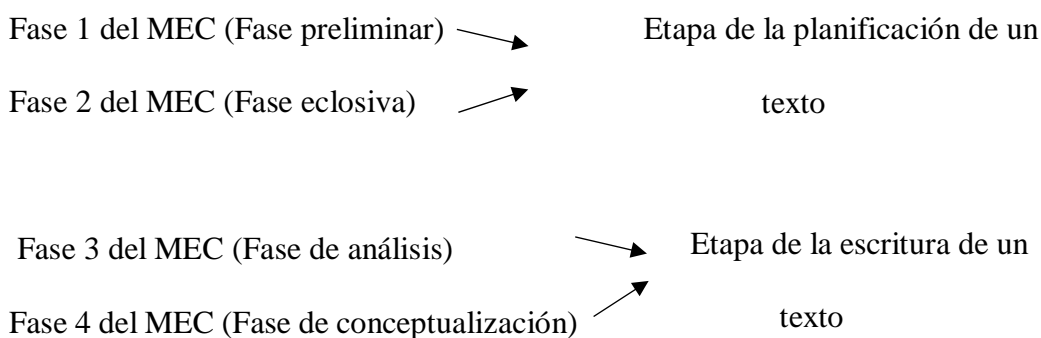 Fase 1 del MEC (Fase preliminar)
Etapa de la planificación de un
Fase 2 del MEC (Fase eclosiva)
texto
Fase 3 del MEC (Fase de análisis)
Etapa de la escritura de un
Fase 4 del MEC (Fase de conceptualización)
texto